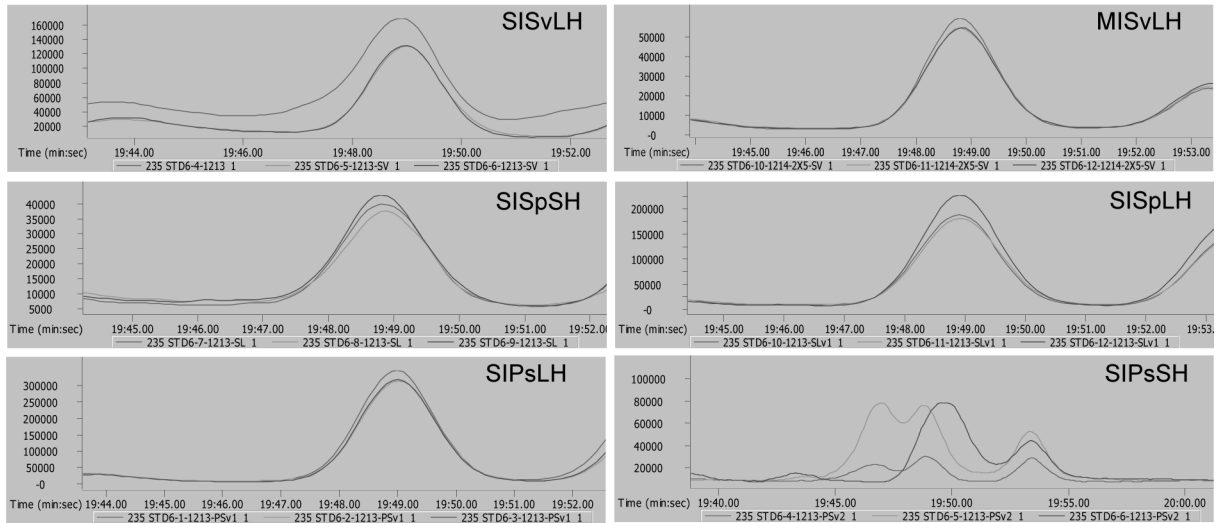 SISvLH
160000
140000
120000
100000
80000
60000
40000
20000
Time (min:sec) 19:44.00 19:46.00 19:48.00 19:50.00 19:52.00
235 STD6-4-1213 1 235 STD6-5-1213-SV 1 235 STD6-6-1213-SV 1
MISvLH
50000
40000
30000
20000
10000
-0
Time (min:sec) 19:45.00 19:46.00 19:47.00 19:48.00 19:49.00 19:50.00 19:51.00 19:52.00 19:53.00
235 STD6-10-1214-2X5-SV 1 235 STD6-11-1214-2X5-SV 1 235 STD6-12-1214-2X5-SV 1
SISpSH
40000
35000
30000
25000
20000
15000
10000
5000
Time (min:sec) 19:45.00 19:46.00 19:47.00 19:48.00 19:49.00 19:50.00 19:51.00 19:52.0
235 STD6-7-1213-SL 1 235 STD6-8-1213-SL 1 235 STD6-9-1213-SL 1
SISpLH
200000
150000
100000
50000
-0
Time (min:sec) 19:45.00 19:46.00 19:47.00 19:48.00 19:49.00 19:50.00 19:51.00 19:52.00 19:53.
235 STD6-10-1213-SLv1 1 235 STD6-11-1213-SLv1 1 235 STD6-12-1213-SLv1 1
SIPsLH
300000
250000
200000
150000
100000
50000
-0
Time (min:sec) 19:44.00 19:45.00 19:46.00 19:47.00 19:48.00 19:49.00 19:50.00 19:51.00 19:52.00
235 STD6-1-1213-PSv1 1 235 STD6-2-1213-PSv1 1 235 STD6-3-1213-PSv1 1
SIPsSH
100000
80000
60000
40000
20000
Time (min:sec) 19:40.00 19:45.00 19:50.00 19:55.00 20:00.00
235 STD6-4-1213-PSv2 1 235 STD6-5-1213-PSv2 1 235 STD6-6-1213-PSv2 1